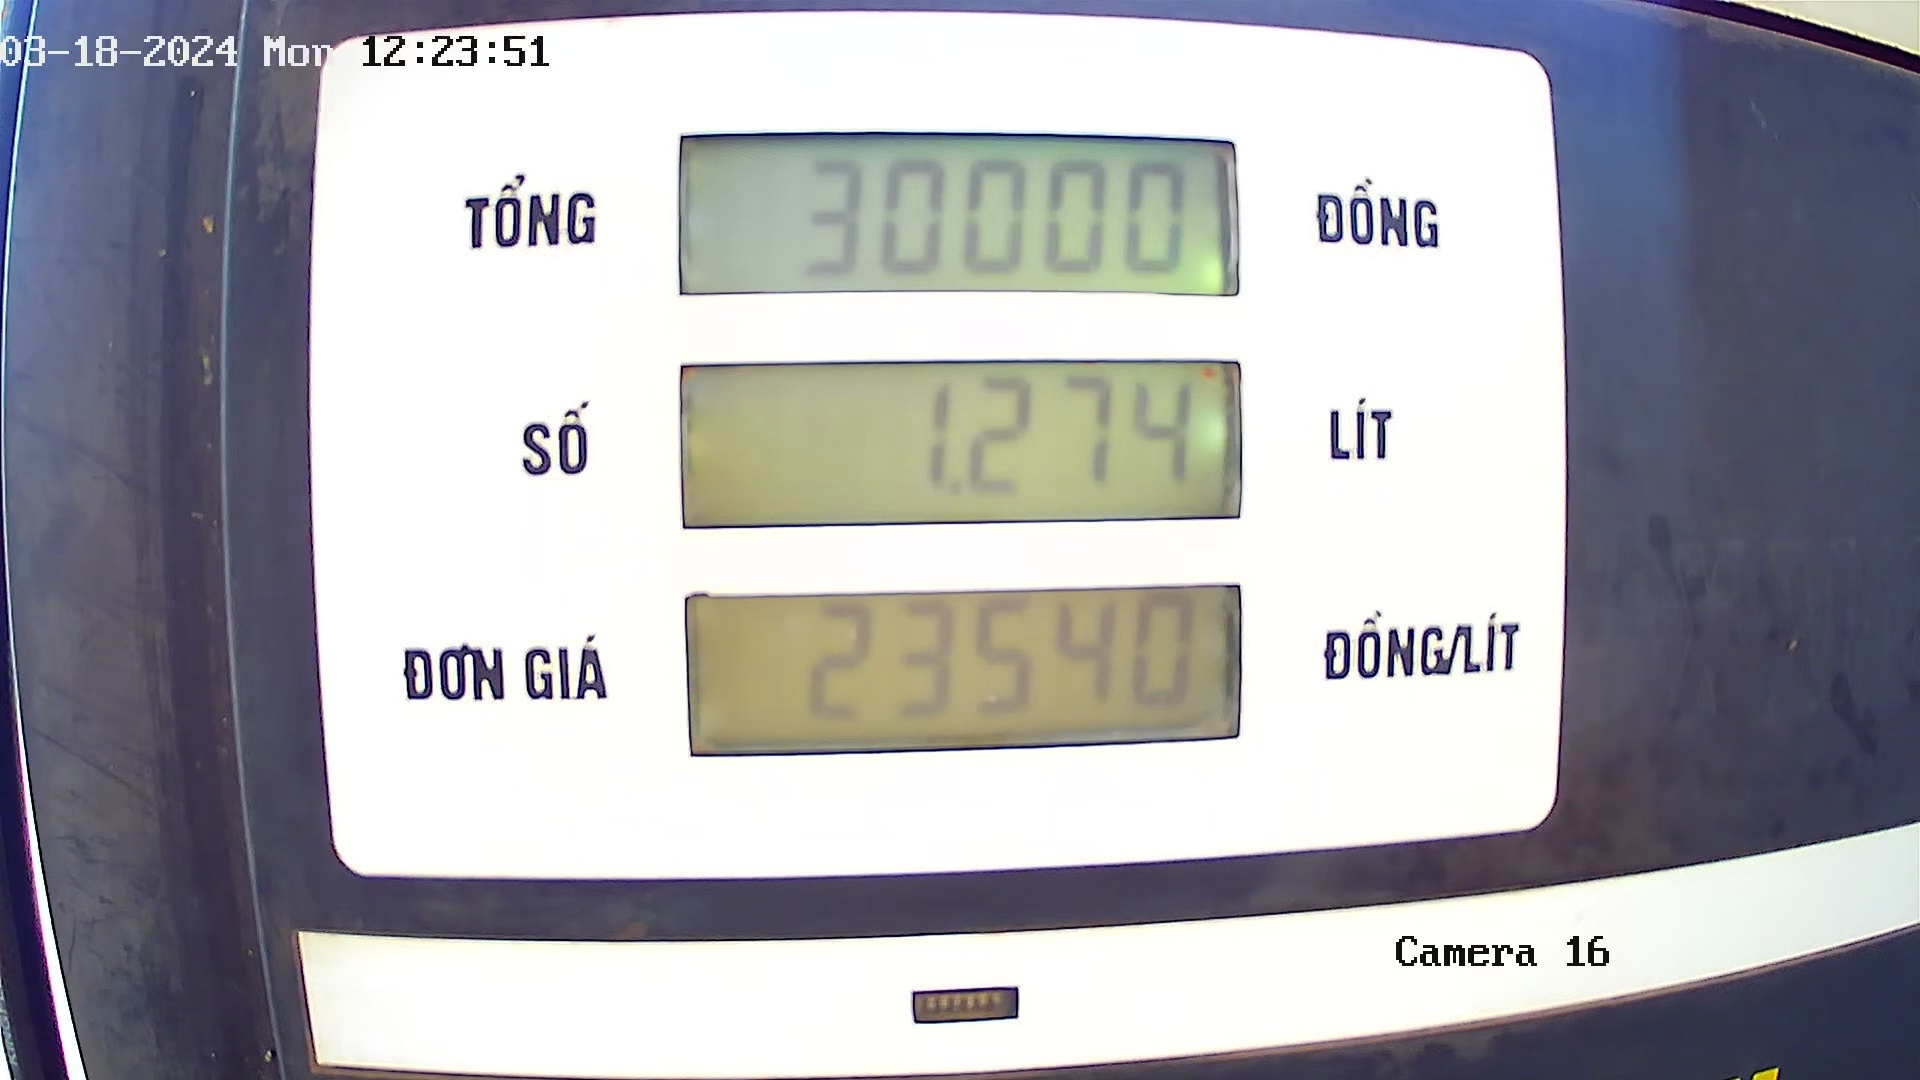 03-18-2024 Mon 12:23:51
TỔNG 30000 ĐỒNG
SỐ 1.274 LÍT
ĐƠN GIÁ 23540 ĐỒNG/LÍT
Camera 16